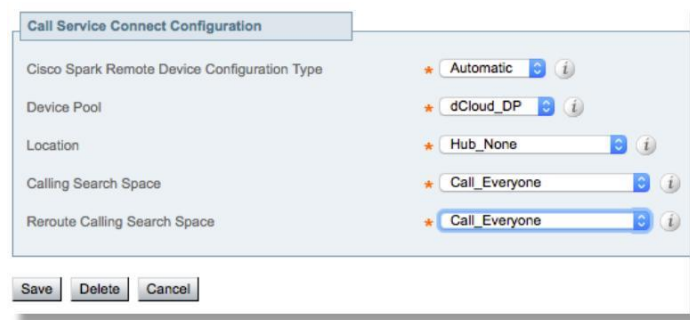 Call Service Connect Configuration
Cisco Spark Remote Device Configuration Type * Automatic i
Device Pool * dCloud_DP i
Location * Hub_None i
Calling Search Space * Call_Everyone i
Reroute Calling Search Space * Call_Everyone i
Save Delete Cancel